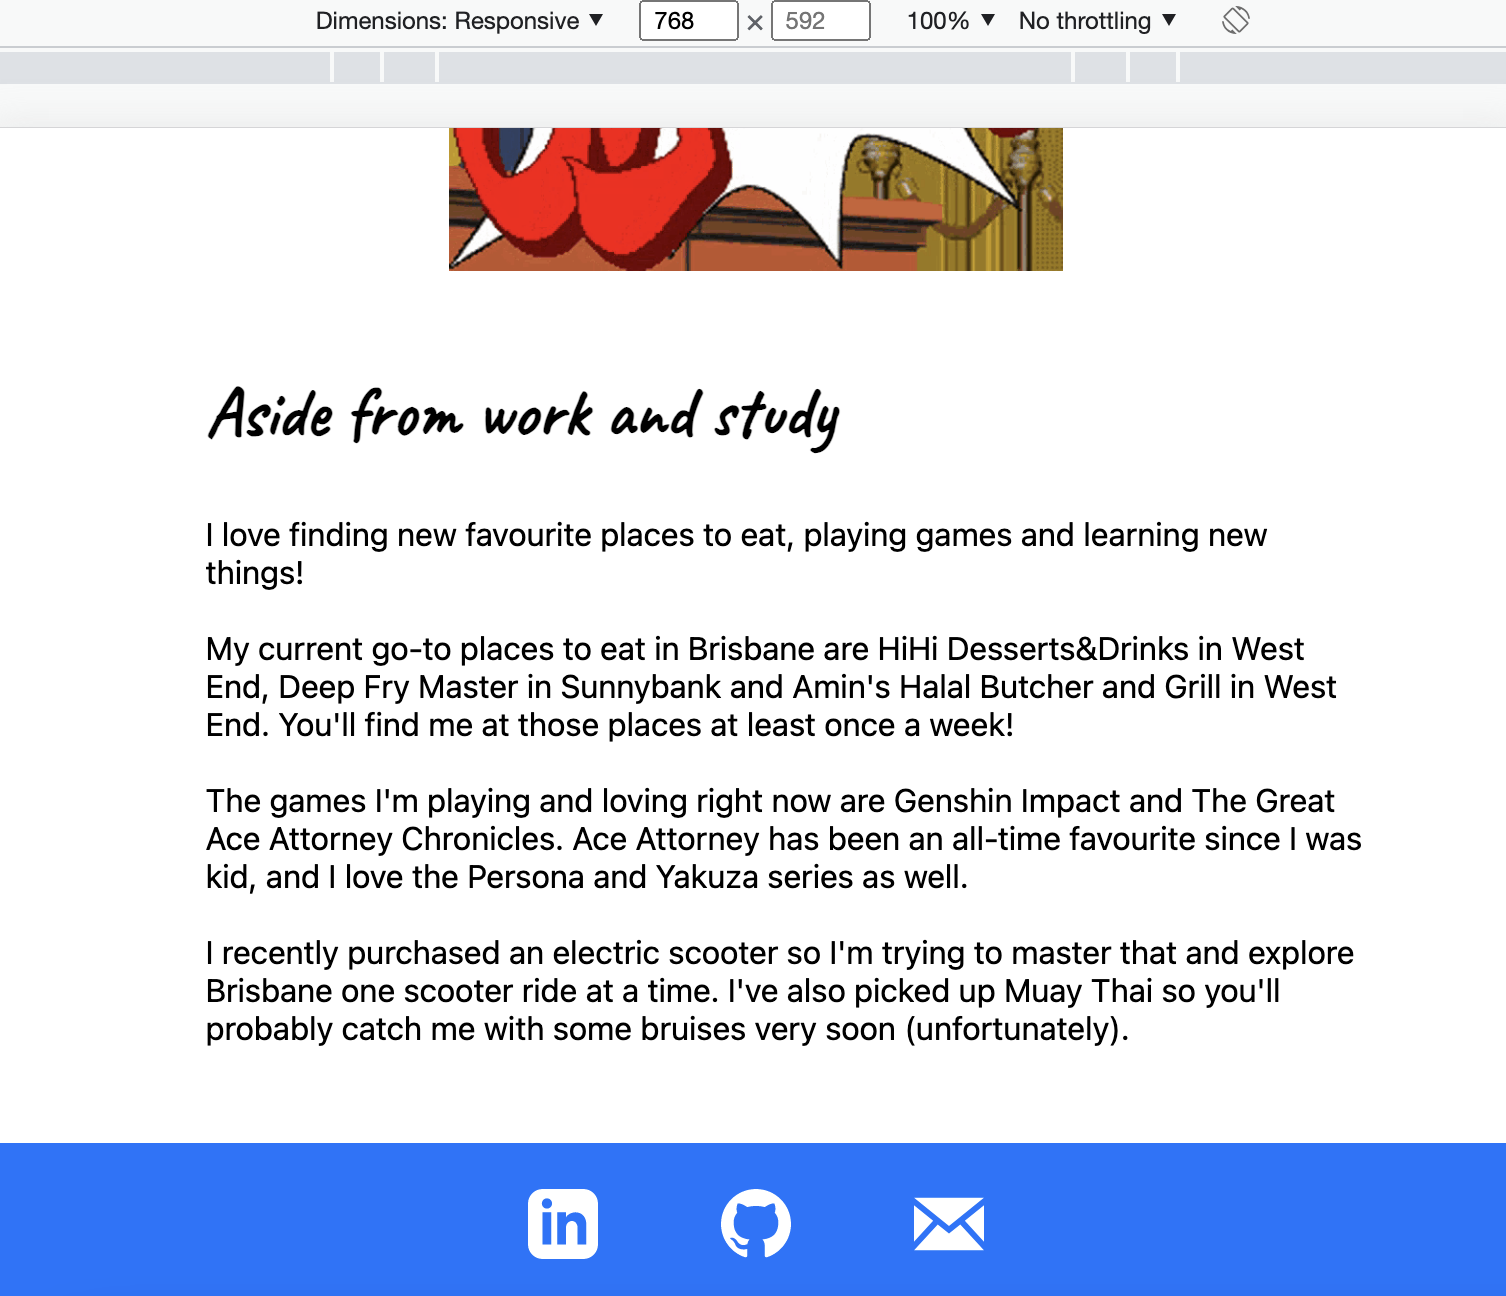 Dimensions: Responsive ▼ 768 × 592 100% ▼ No throttling ▼
Aside from work and study
I love finding new favourite places to eat, playing games and learning new
things!
My current go-to places to eat in Brisbane are HiHi Desserts&Drinks in West
End, Deep Fry Master in Sunnybank and Amin's Halal Butcher and Grill in West
End. You'll find me at those places at least once a week!
The games I'm playing and loving right now are Genshin Impact and The Great
Ace Attorney Chronicles. Ace Attorney has been an all-time favourite since I was
kid, and I love the Persona and Yakuza series as well.
I recently purchased an electric scooter so I'm trying to master that and explore
Brisbane one scooter ride at a time. I've also picked up Muay Thai so you'll
probably catch me with some bruises very soon (unfortunately).
in